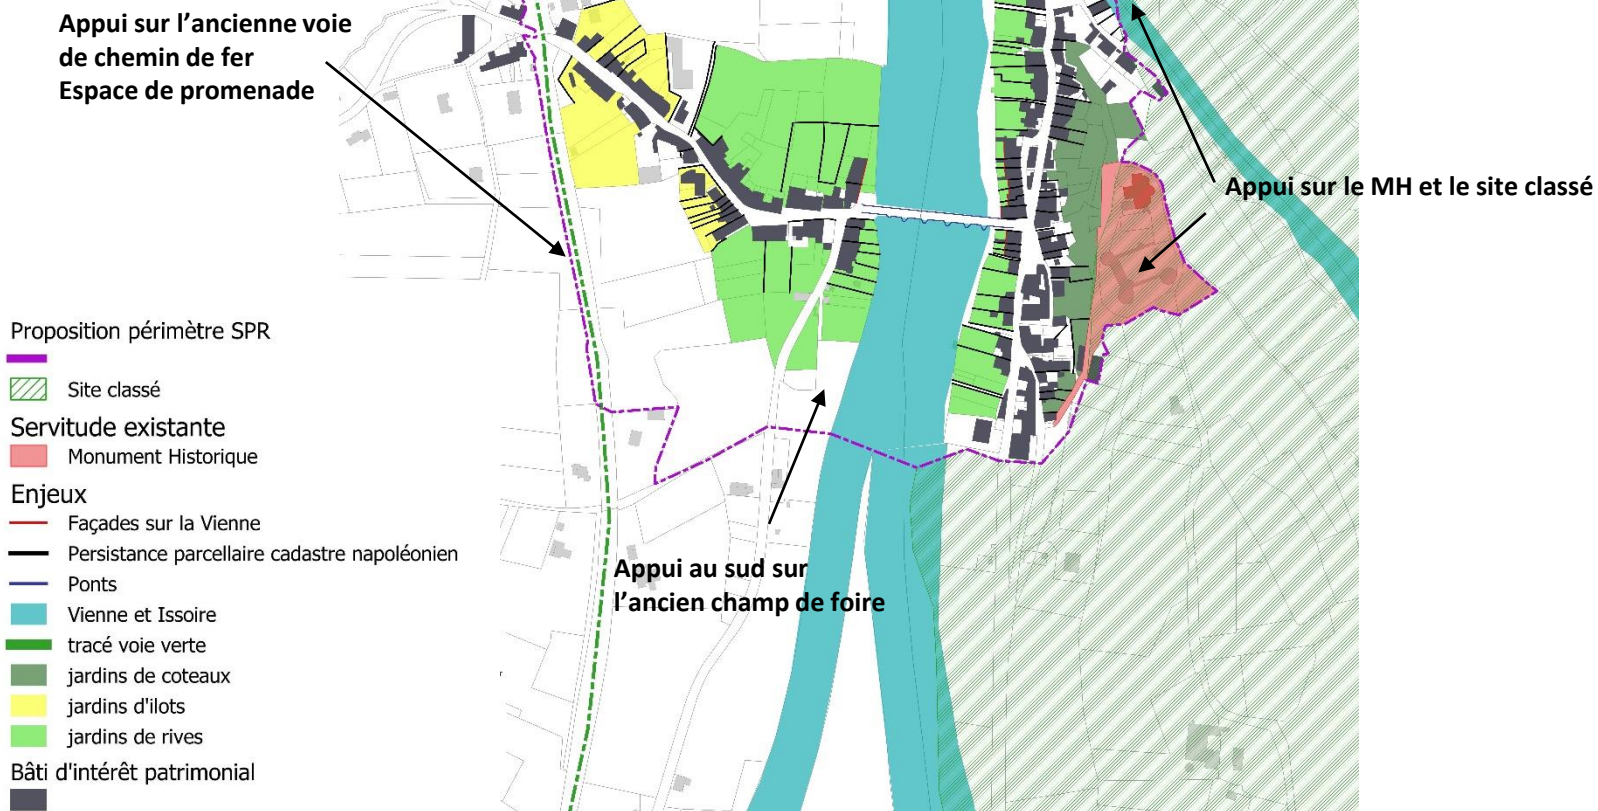 Appui sur l’ancienne voie
de chemin de fer
Espace de promenade
Appui sur le MH et le site classé
Proposition périmètre SPR
Site classé
Servitude existante
Monument Historique
Enjeux
Façades sur la Vienne
Persistance parcellaire cadastre napoléonien
Ponts
Vienne et Issoire
tracé voie verte
jardins de coteaux
jardins d'ilots
jardins de rives
Bâti d'intérêt patrimonial
Appui au sud sur
l’ancien champ de foire